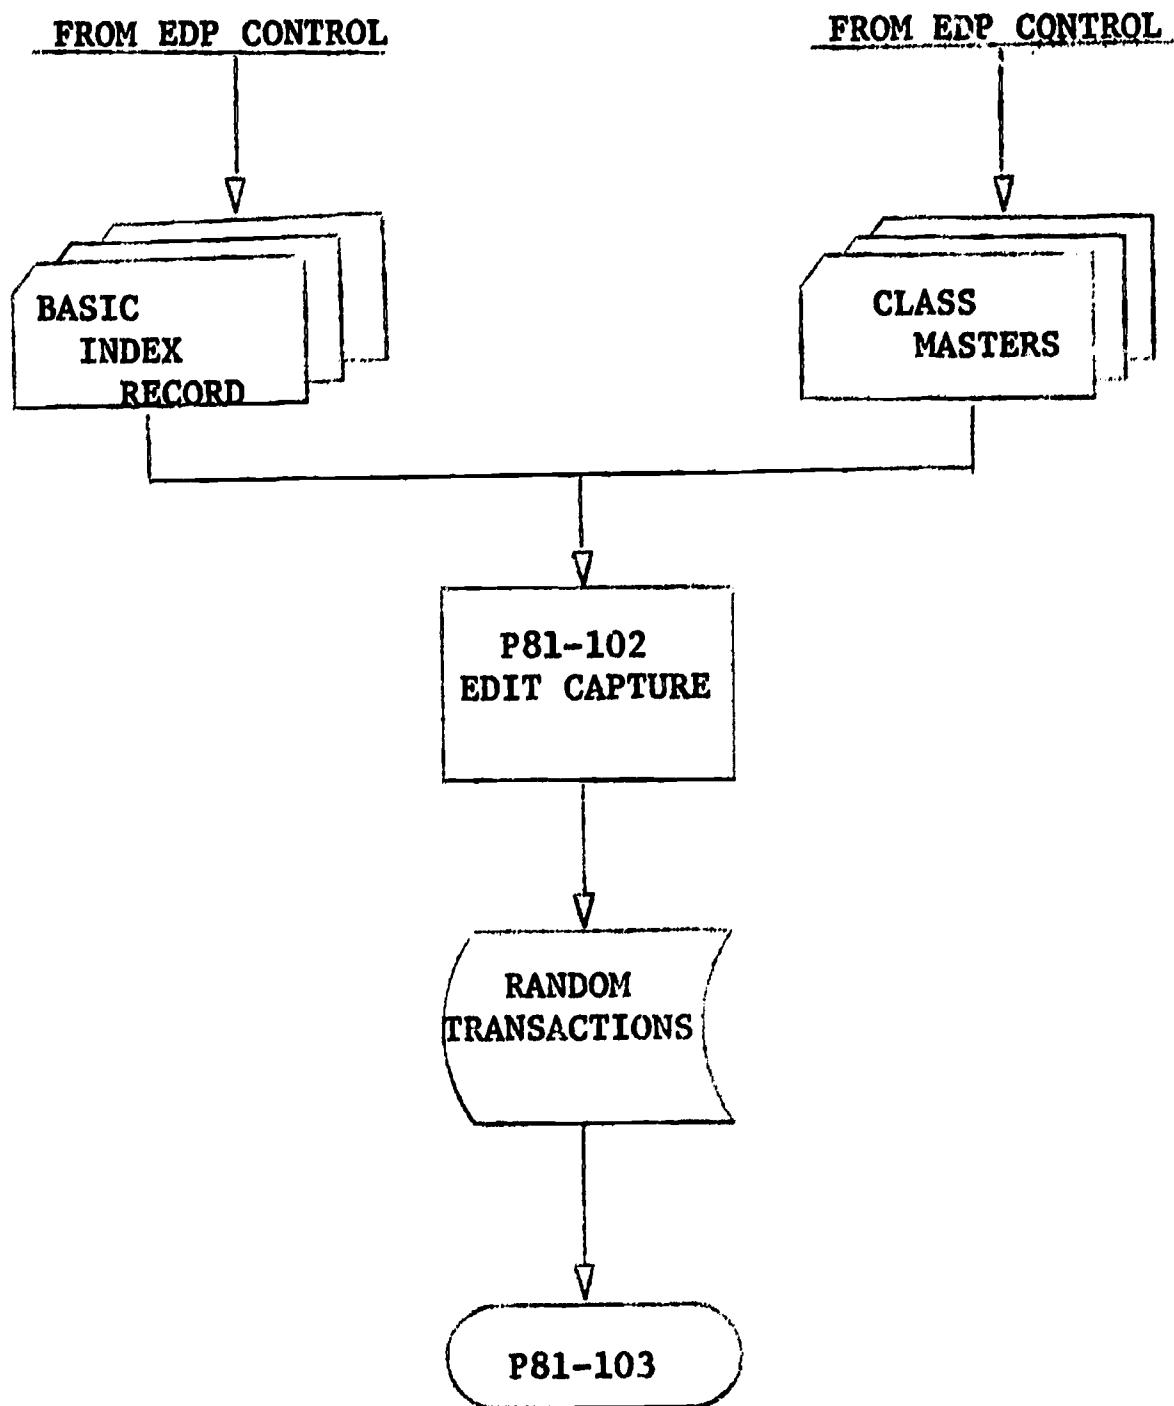 FROM EDP CONTROL
FROM EDP CONTROL
BASIC
INDEX
RECORD
CLASS
MASTERS
P81-102
EDIT CAPTURE
RANDOM
TRANSACTIONS
P81-103